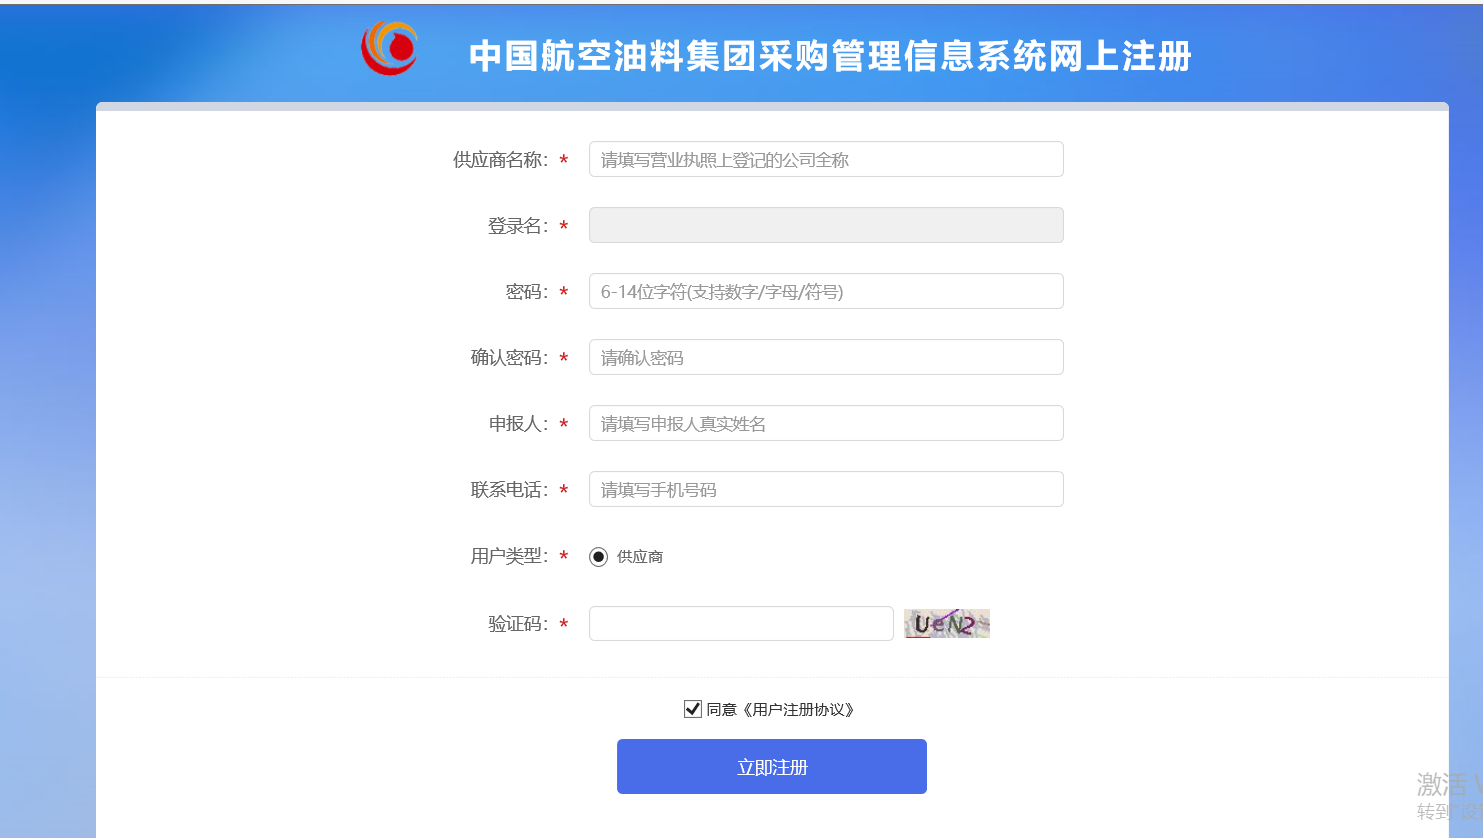 中国航空油料集团采购管理信息系统网上注册
供应商名称：* 请填写营业执照上登记的公司全称
登录名：*
密码：* 6-14位字符(支持数字/字母/符号)
确认密码：* 请确认密码
申报人：* 请填写申报人真实姓名
联系电话：* 请填写手机号码
用户类型：* 供应商
验证码：* UeN2
同意《用户注册协议》
立即注册
激活
转到"设